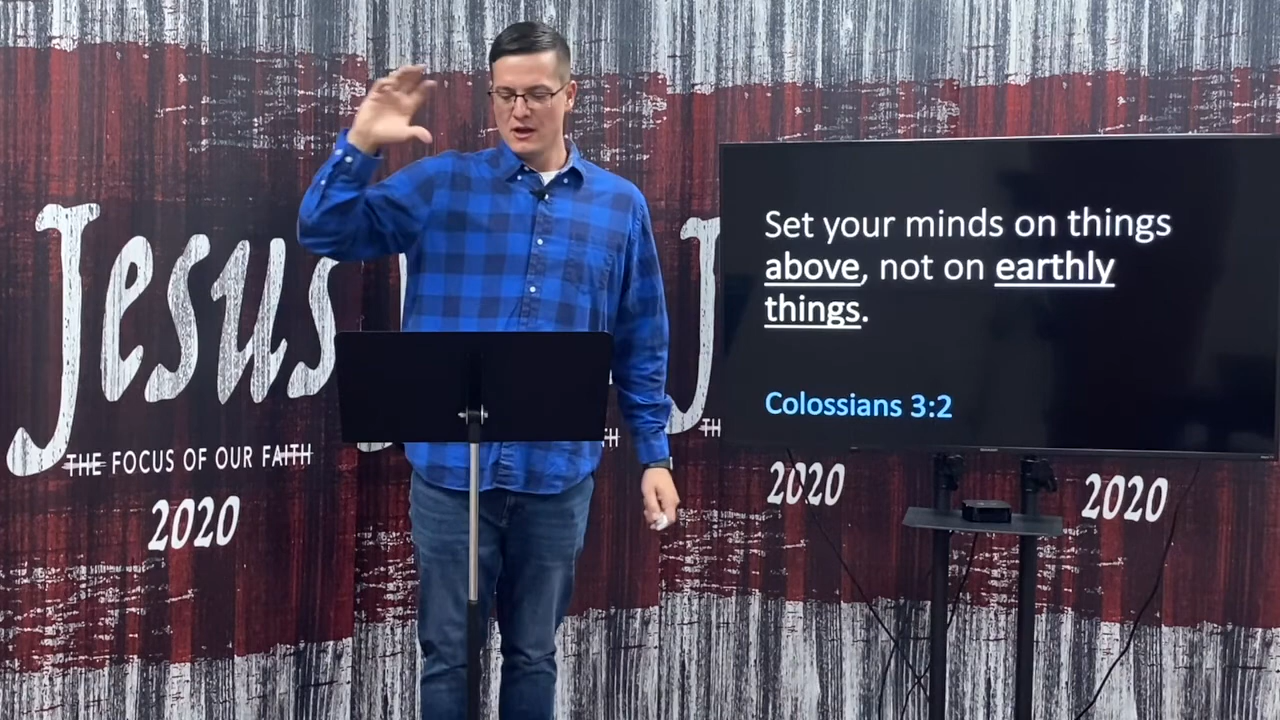 Jesus
THE FOCUS OF OUR FAITH
2020
J
TH
2020
2020
Set your minds on things
above, not on earthly
things.
Colossians 3:2